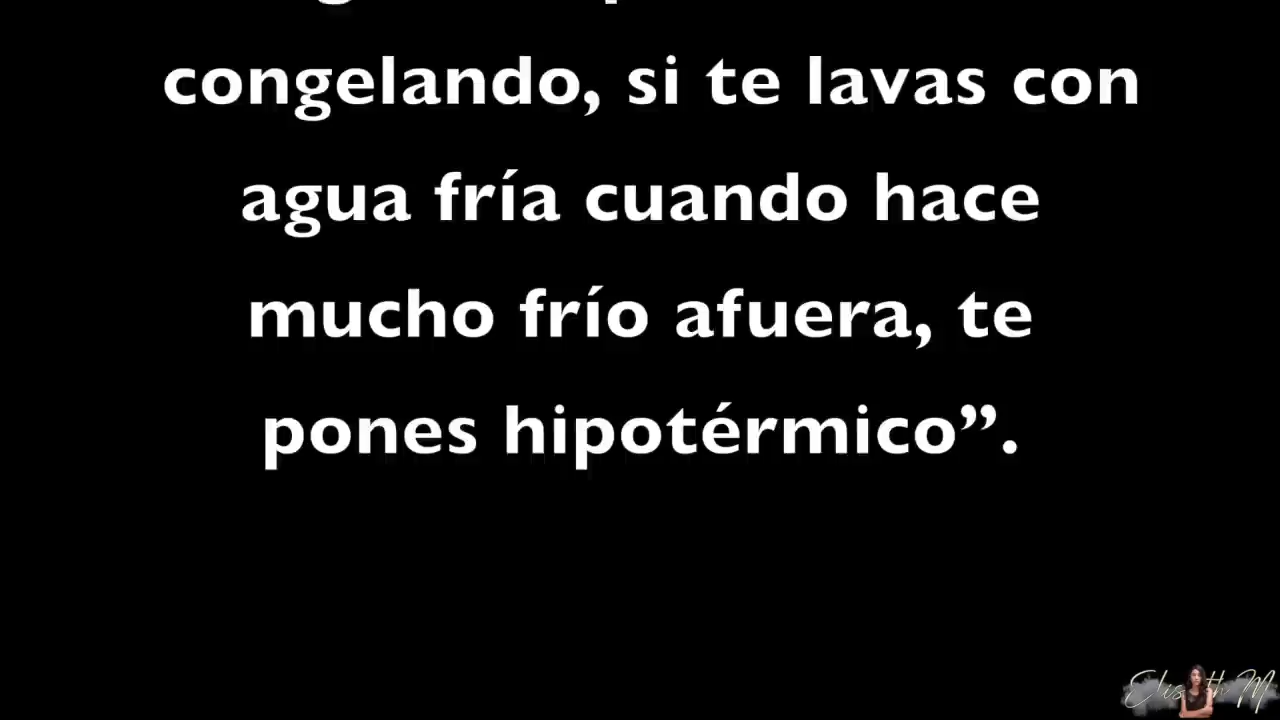 congelando, si te lavas con
agua fría cuando hace
mucho frío afuera, te
pones hipotérmico”.